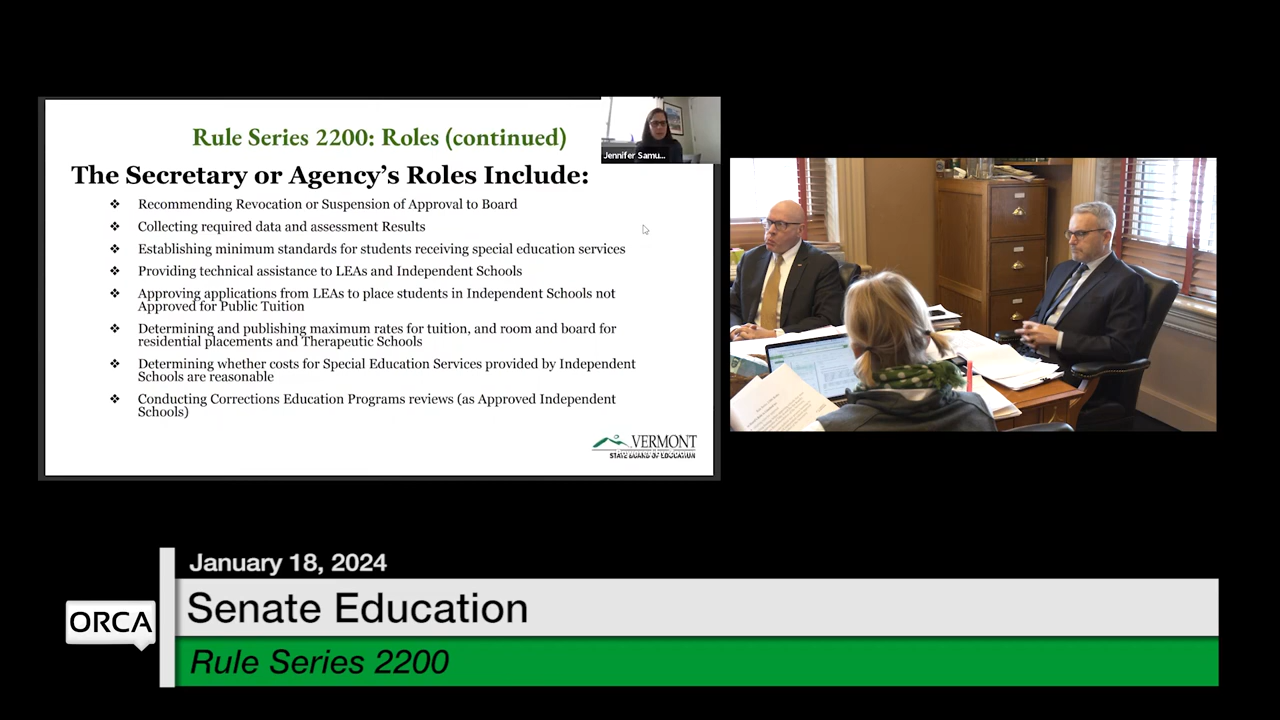 Rule Series 2200: Roles (continued)
Jennifer Samu...
The Secretary or Agency's Roles Include:
❖ Recommending Revocation or Suspension of Approval to Board
❖ Collecting required data and assessment Results
❖ Establishing minimum standards for students receiving special education services
❖ Providing technical assistance to LEAs and Independent Schools
❖ Approving applications from LEAs to place students in Independent Schools not
Approved for Public Tuition
❖ Determining and publishing maximum rates for tuition, and room and board for
residential placements and Therapeutic Schools
❖ Determining whether costs for Special Education Services provided by Independent
Schools are reasonable
❖ Conducting Corrections Education Programs reviews (as Approved Independent
Schools)
VERMONT
STATE BOARD OF EDUCATION
January 18, 2024
ORCA
Senate Education
Rule Series 2200